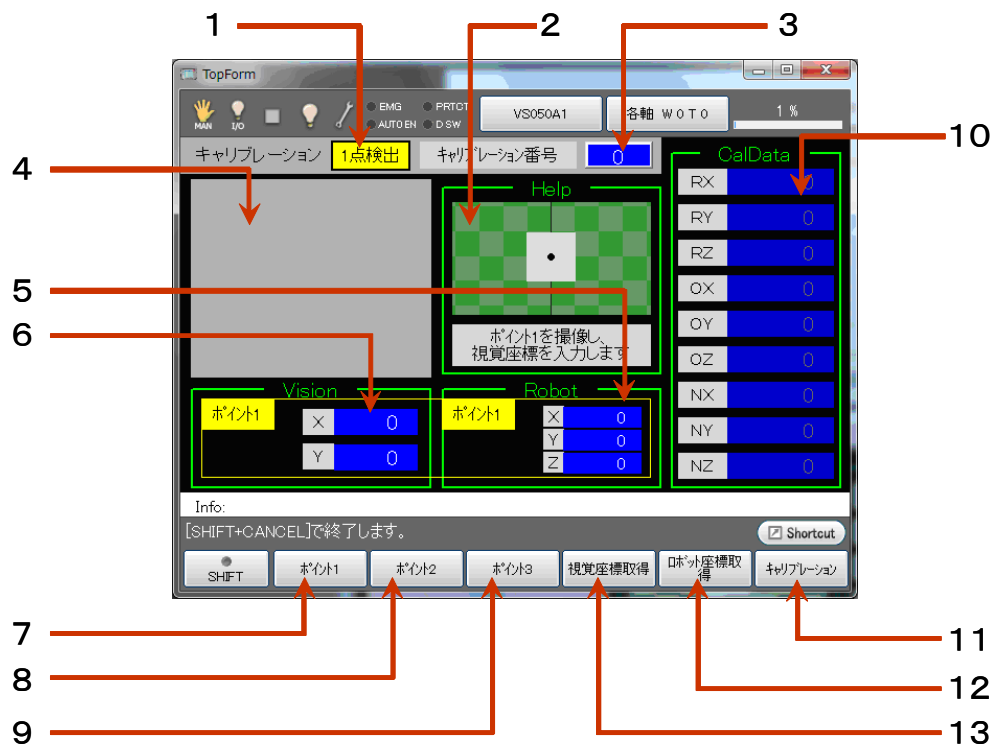 1
2
3
TopForm
MAN
I/O
EMG
PRTCT
AUTO EN
D SW
VS050A1
各軸 W0T0
1 %
キャリブレーション
1点検出
キャリブレーション番号
0
CalData
10
4
Help
RX 0
RY 0
RZ 0
OX 0
OY 0
OZ 0
NX 0
NY 0
NZ 0
5
6
ポイント1を撮像し、
視覚座標を入力します
Vision
ポイント1
X 0
Y 0
Robot
ポイント1
X 0
Y 0
Z 0
Info:
[SHIFT+CANCEL]で終了します。
Shortcut
SHIFT
ポイント1
ポイント2
ポイント3
視覚座標取得
ロボット座標取
得
キャリブレーション
7
8
9
11
12
13